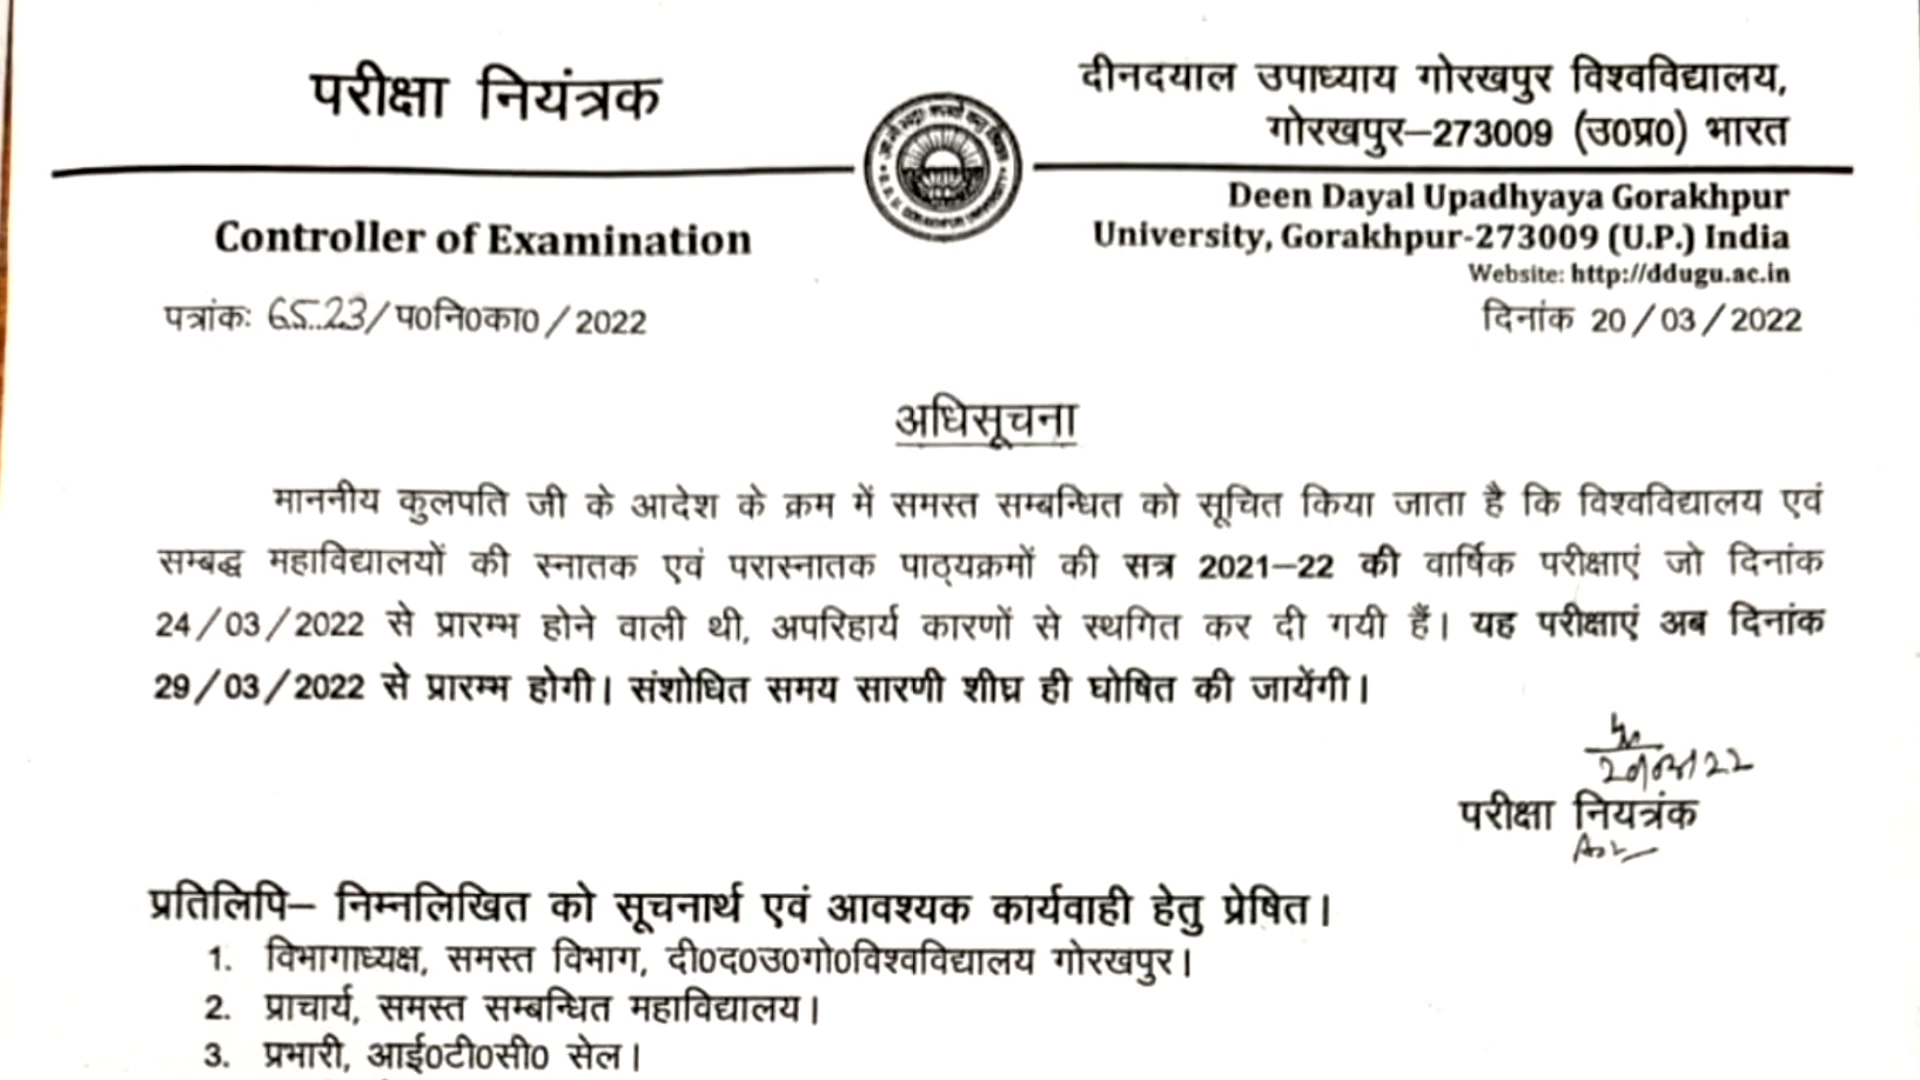 परीक्षा नियंत्रक
Controller of Examination
दीनदयाल उपाध्याय गोरखपुर विश्वविद्यालय,
गोरखपुर–273009 (उ0प्र0) भारत
Deen Dayal Upadhyaya Gorakhpur
University, Gorakhpur-273009 (U.P.) India
Website: http://ddugu.ac.in
पत्रांकः 6523/प0नि0का0/2022
दिनांक 20/03/2022
अधिसूचना
माननीय कुलपति जी के आदेश के क्रम में समस्त सम्बन्धित को सूचित किया जाता है कि विश्वविद्यालय एवं
सम्बद्ध महाविद्यालयों की स्नातक एवं परास्नातक पाठ्यक्रमों की सत्र 2021–22 की वार्षिक परीक्षाएं जो दिनांक
24/03/2022 से प्रारम्भ होने वाली थी, अपरिहार्य कारणों से स्थगित कर दी गयी हैं। यह परीक्षाएं अब दिनांक
29/03/2022 से प्रारम्भ होगी। संशोधित समय सारणी शीघ्र ही घोषित की जायेंगी।
परीक्षा नियत्रंक
प्रतिलिपि– निम्नलिखित को सूचनार्थ एवं आवश्यक कार्यवाही हेतु प्रेषित।
1. विभागाध्यक्ष, समस्त विभाग, दी0द0उ0गो0विश्वविद्यालय गोरखपुर।
2. प्राचार्य, समस्त सम्बन्धित महाविद्यालय।
3. प्रभारी, आई0टी0सी0 सेल।